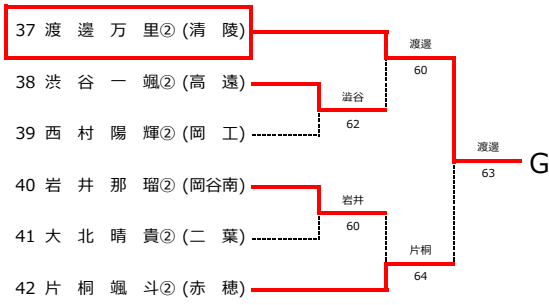 37 渡 邊 万 里② (清 陵)
渡邊
60
38 渋 谷 一 颯② (高 遠)
澁谷
62
39 西 村 陽 輝② (岡 工)
渡邊
63
G
40 岩 井 那 瑠② (岡谷南)
岩井
60
41 大 北 晴 貴② (二 葉)
片桐
64
42 片 桐 颯 斗② (赤 穂)